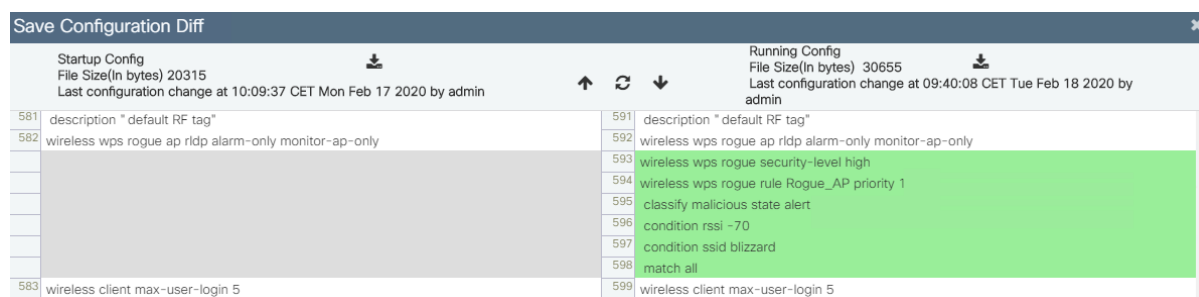 Save Configuration Diff
Startup Config
File Size(In bytes) 20315
Last configuration change at 10:09:37 CET Mon Feb 17 2020 by admin
Running Config
File Size(In bytes) 30655
Last configuration change at 09:40:08 CET Tue Feb 18 2020 by
admin
581 description " default RF tag"
582 wireless wps rogue ap rldp alarm-only monitor-ap-only
583 wireless client max-user-login 5
591 description " default RF tag"
592 wireless wps rogue ap rldp alarm-only monitor-ap-only
593 wireless wps rogue security-level high
594 wireless wps rogue rule Rogue_AP priority 1
595 classify malicious state alert
596 condition rssi -70
597 condition ssid blizzard
598 match all
599 wireless client max-user-login 5